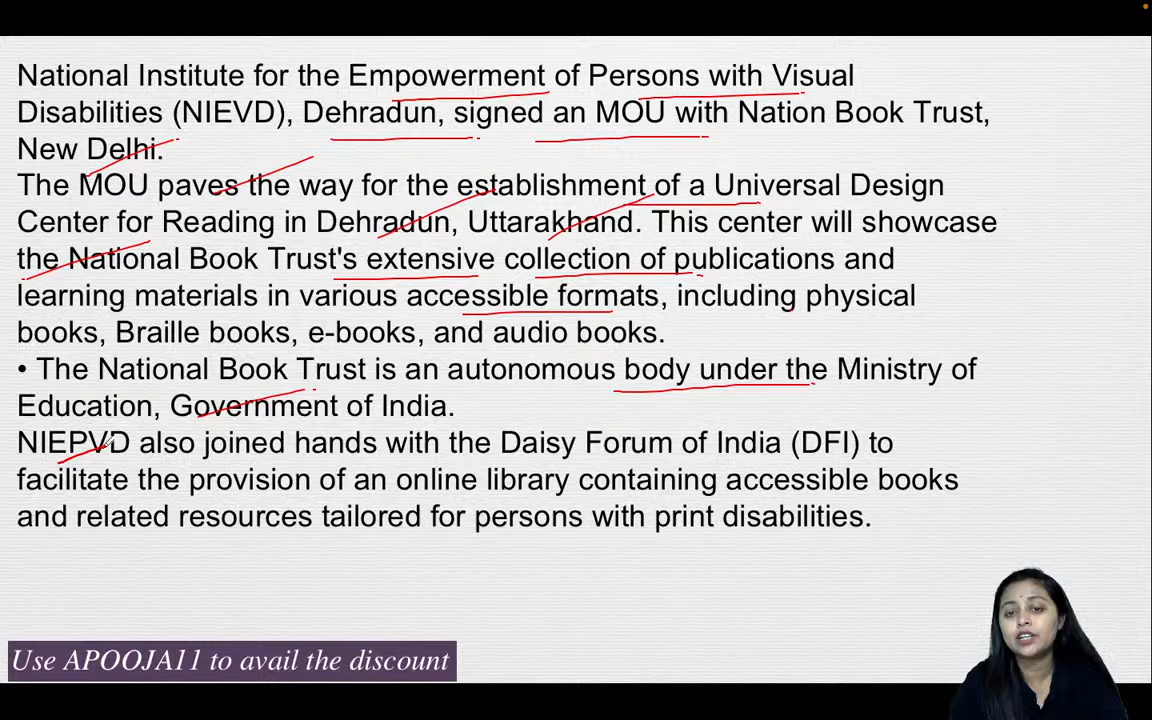 National Institute for the Empowerment of Persons with Visual
Disabilities (NIEVD), Dehradun, signed an MOU with Nation Book Trust,
New Delhi.
The MOU paves the way for the establishment of a Universal Design
Center for Reading in Dehradun, Uttarakhand. This center will showcase
the National Book Trust's extensive collection of publications and
learning materials in various accessible formats, including physical
books, Braille books, e-books, and audio books.
• The National Book Trust is an autonomous body under the Ministry of
Education, Government of India.
NIEPVD also joined hands with the Daisy Forum of India (DFI) to
facilitate the provision of an online library containing accessible books
and related resources tailored for persons with print disabilities.
Use APOOJA11 to avail the discount